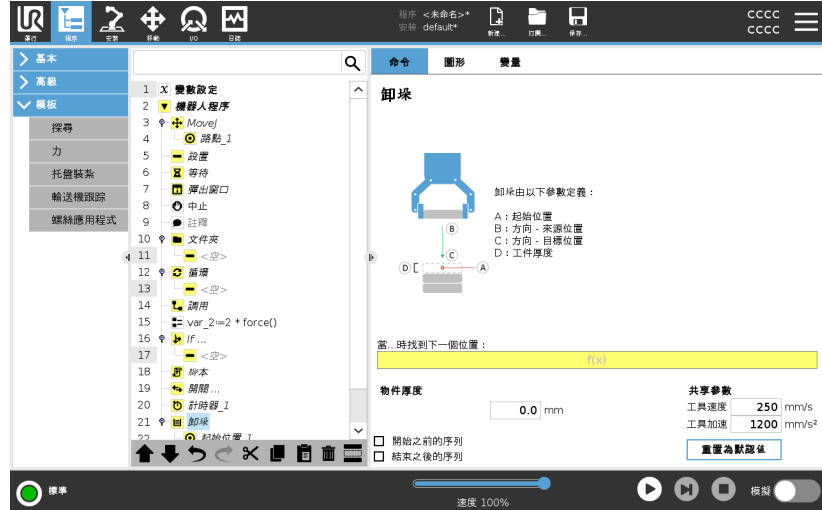 UR
運行
程序
安裝
移動
I/O
日誌
程序 <未命名>*
安裝 default*
新建...
打開...
保存...
cccc
cccc
基本
高級
模板
探尋
力
托盤裝紮
輸送機跟踪
螺絲應用程式
1 X 變數設定
2 機器人程序
3 MoveJ
4 路點_1
5 設置
6 等待
7 彈出窗口
8 中止
9 註釋
10 文件夾
11 <空>
12 循環
13 <空>
14 調用
15 var_2:=2 * force()
16 If ...
17 <空>
18 腳本
19 開關 ...
20 計時器_1
21 卸垛
22 起始位置_1
命令
圖形
變量
卸垛
卸垛由以下參數定義：
A：起始位置
B：方向 - 來源位置
C：方向 - 目標位置
D：工件厚度
B
C
D
A
當...時找到下一個位置：
f(x)
物件厚度
0.0 mm
開始之前的序列
結束之後的序列
共享參數
工具速度 250 mm/s
工具加速 1200 mm/s²
重置為默認值
標準
速度 100%
模擬